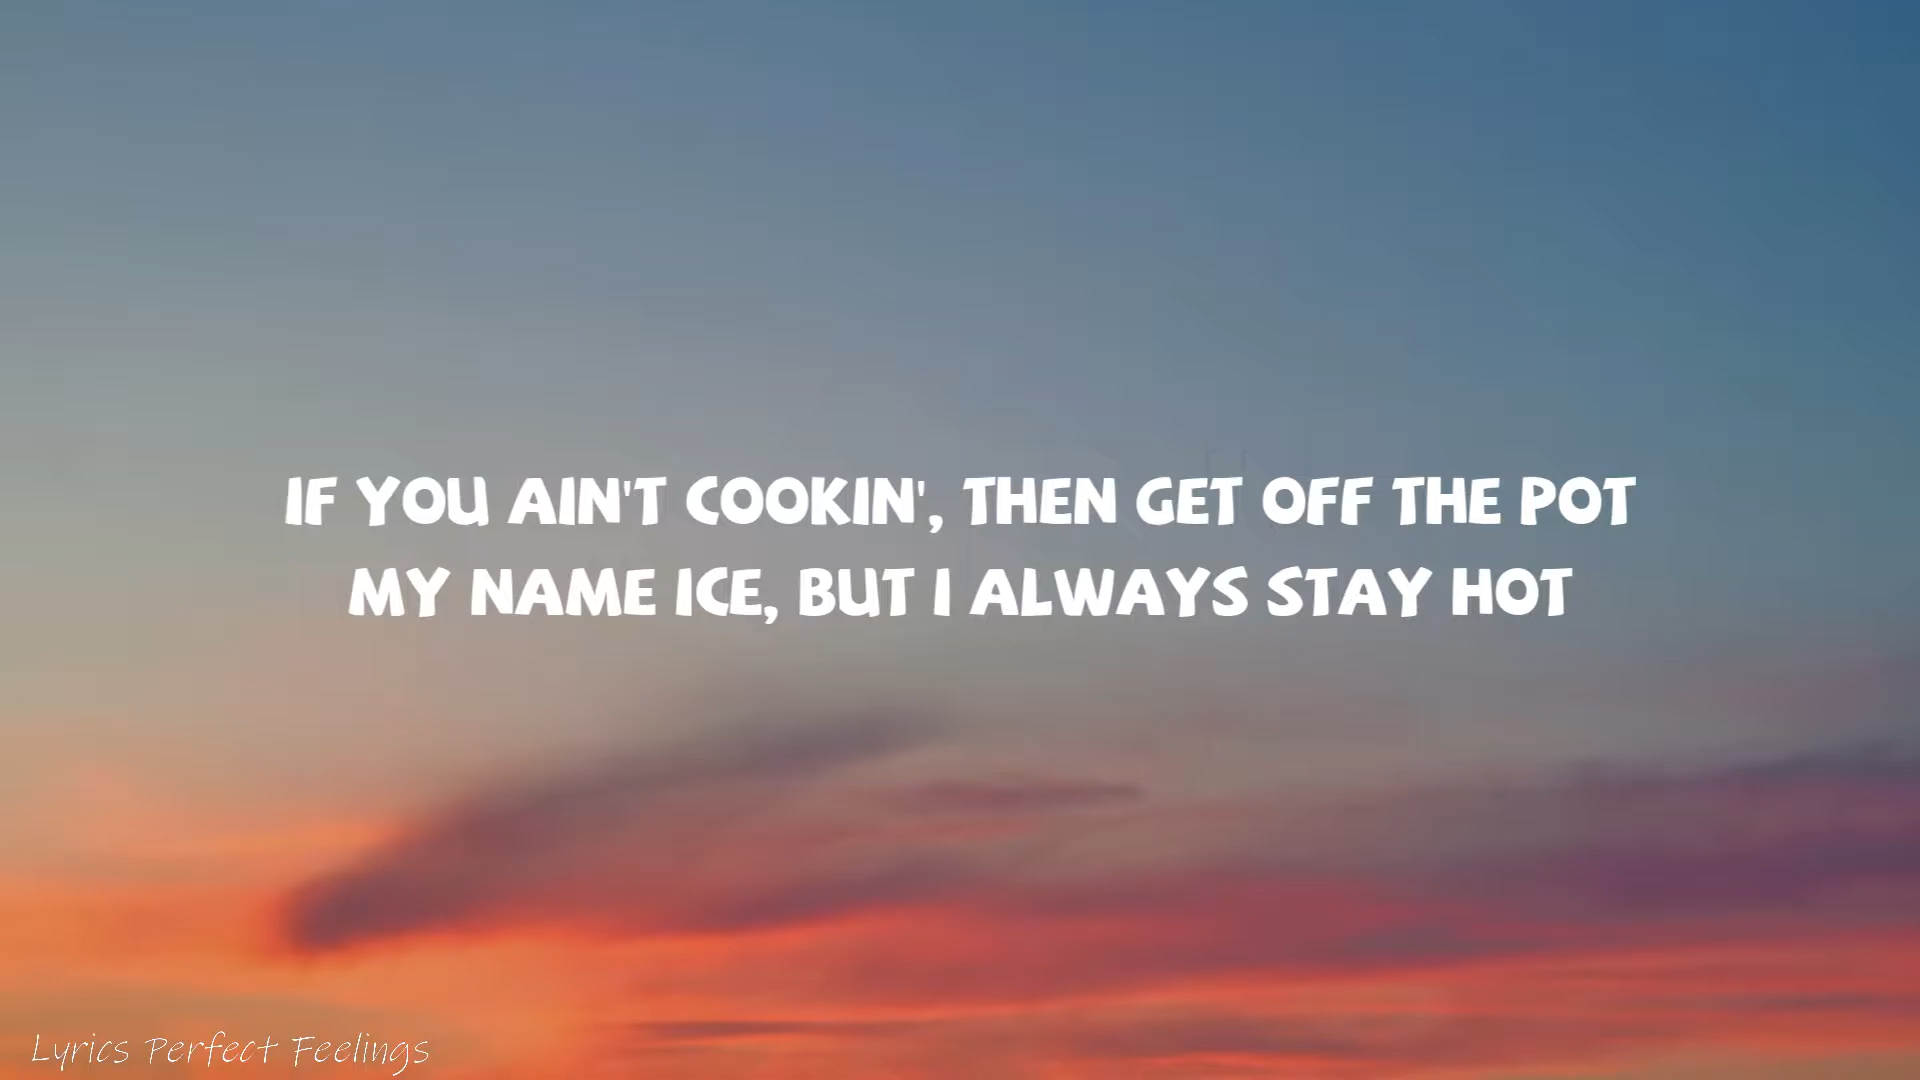 IF YOU AIN'T COOKIN', THEN GET OFF THE POT
MY NAME ICE, BUT I ALWAYS STAY HOT
Lyrics Perfect Feelings